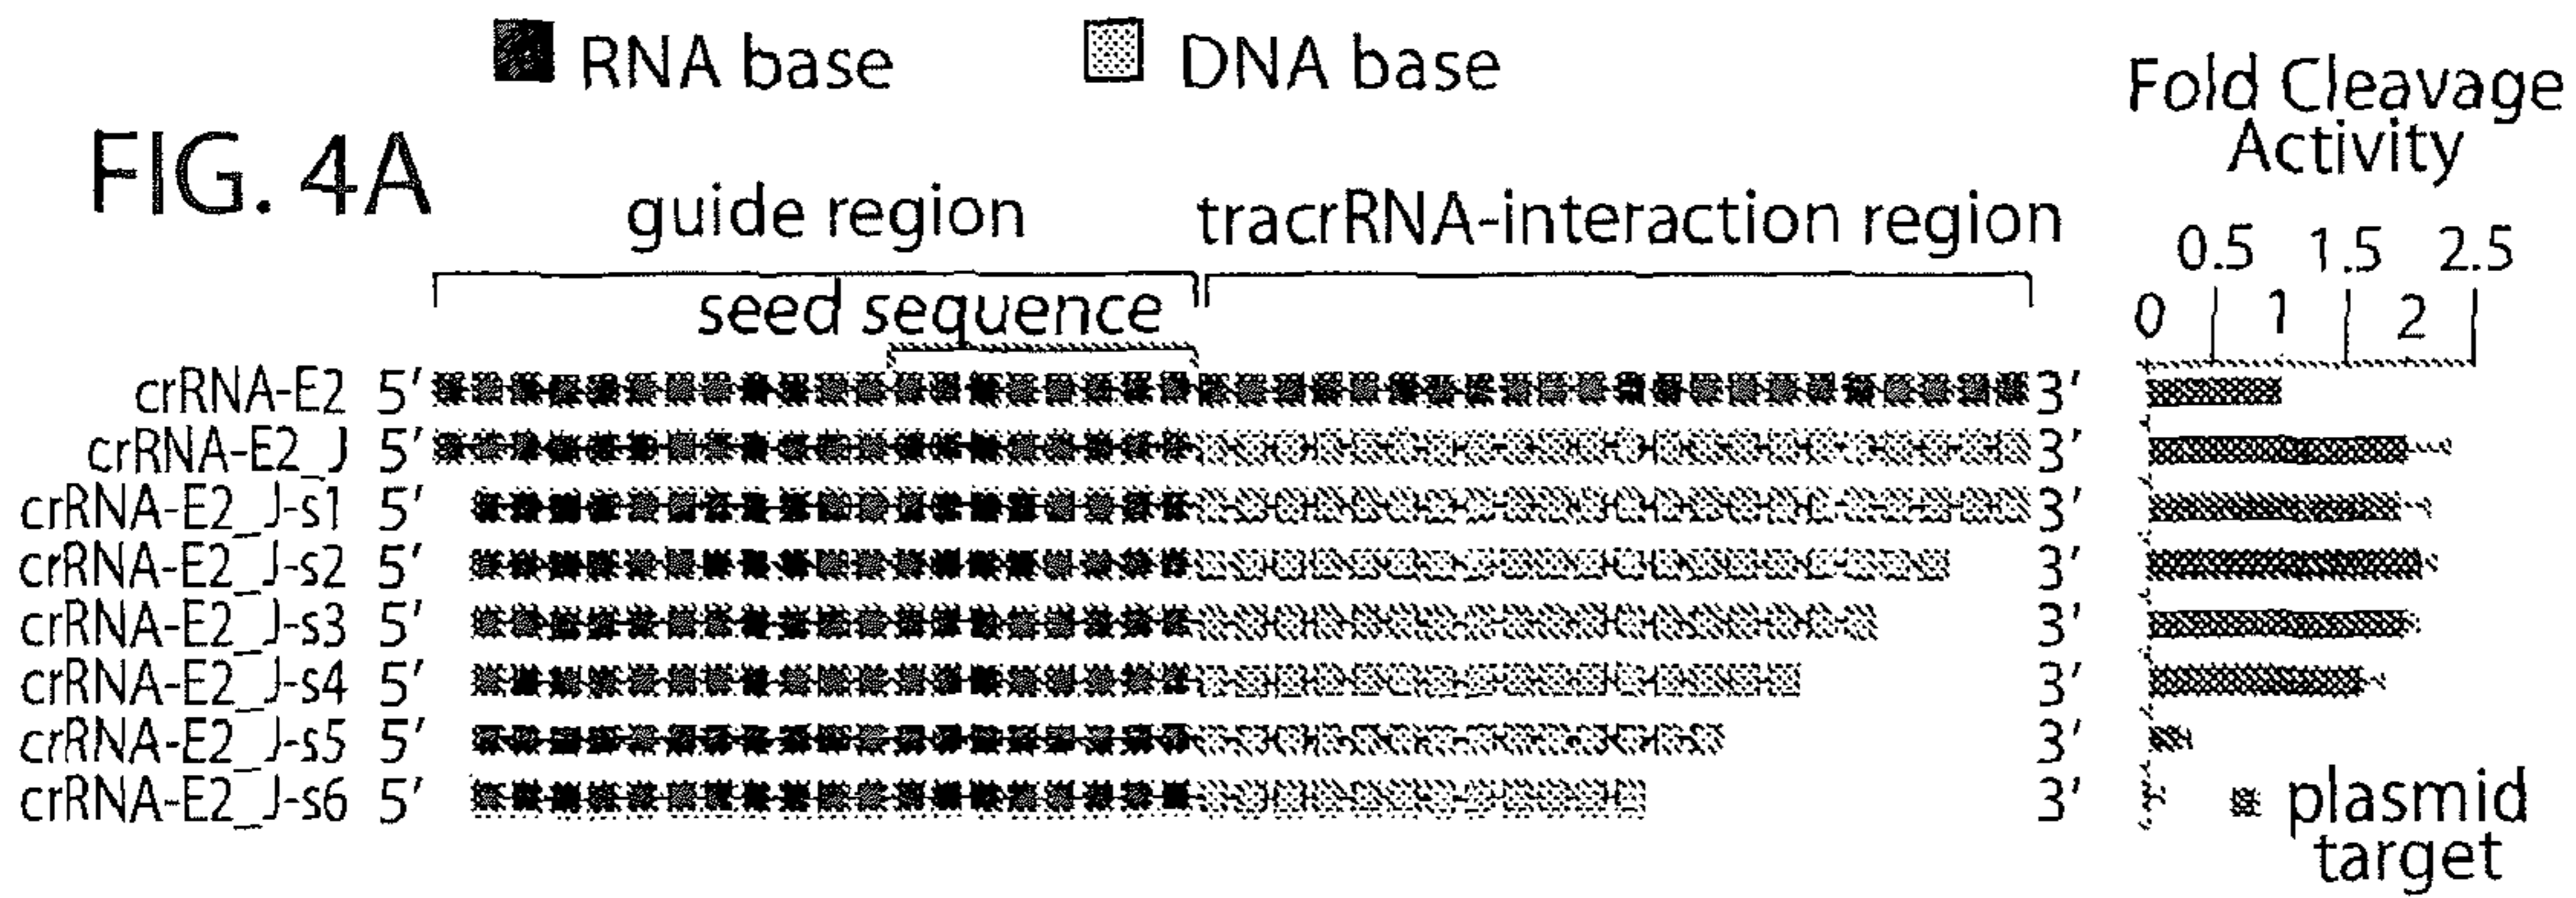 RNA base
DNA base
FIG. 4A
Fold Cleavage
Activity
guide region
tracrRNA-interaction region
seed sequence
0.5 1.5 2.5
0 1 2
crRNA-E2 5′ 3′
crRNA-E2_J 5′ 3′
crRNA-E2_J-s1 5′ 3′
crRNA-E2_J-s2 5′ 3′
crRNA-E2_J-s3 5′ 3′
crRNA-E2_J-s4 5′ 3′
crRNA-E2_J-s5 5′ 3′
crRNA-E2_J-s6 5′ 3′
plasmid
target